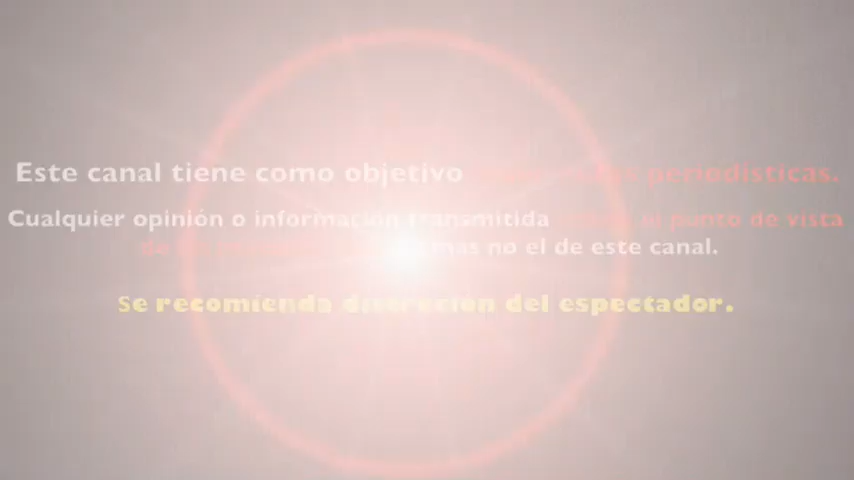 Este canal tiene como objetivo periodísticas.
Cualquier opinión o información transmitida su punto de vista
de mas no el de este canal.
Se recomienda discreción del espectador.